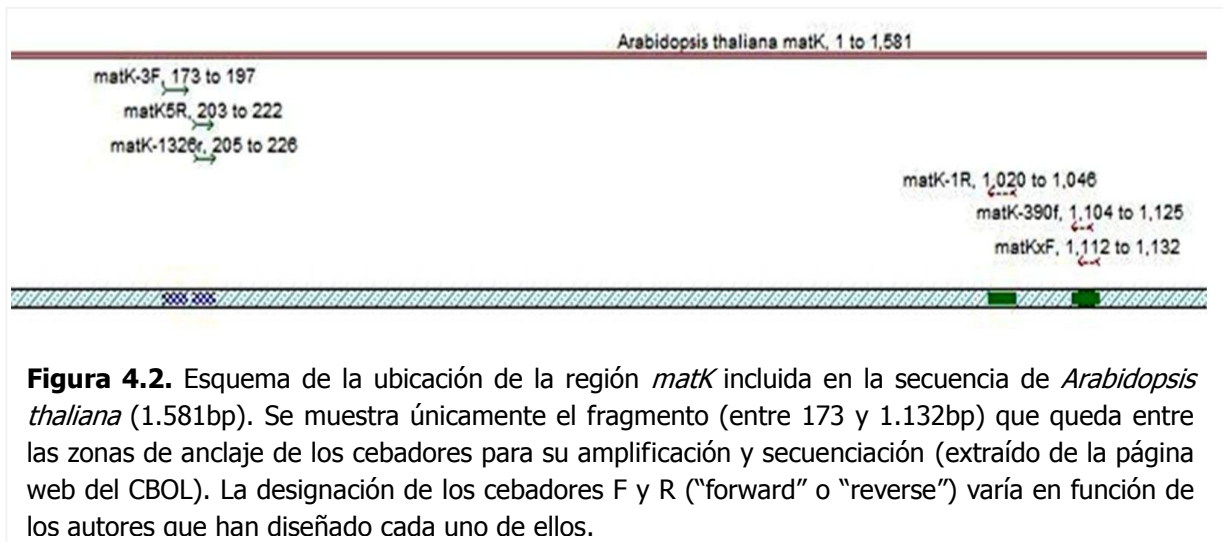 Arabidopsis thaliana matK, 1 to 1,581
matK-3F, 173 to 197
matK5R, 203 to 222
matK-1326r, 205 to 226
matK-1R, 1,020 to 1,046
matK-390f, 1,104 to 1,125
matKxF, 1,112 to 1,132
Figura 4.2. Esquema de la ubicación de la región matK incluida en la secuencia de Arabidopsis
thaliana (1.581bp). Se muestra únicamente el fragmento (entre 173 y 1.132bp) que queda entre
las zonas de anclaje de los cebadores para su amplificación y secuenciación (extraído de la página
web del CBOL). La designación de los cebadores F y R (“forward” o “reverse”) varía en función de
los autores que han diseñado cada uno de ellos.